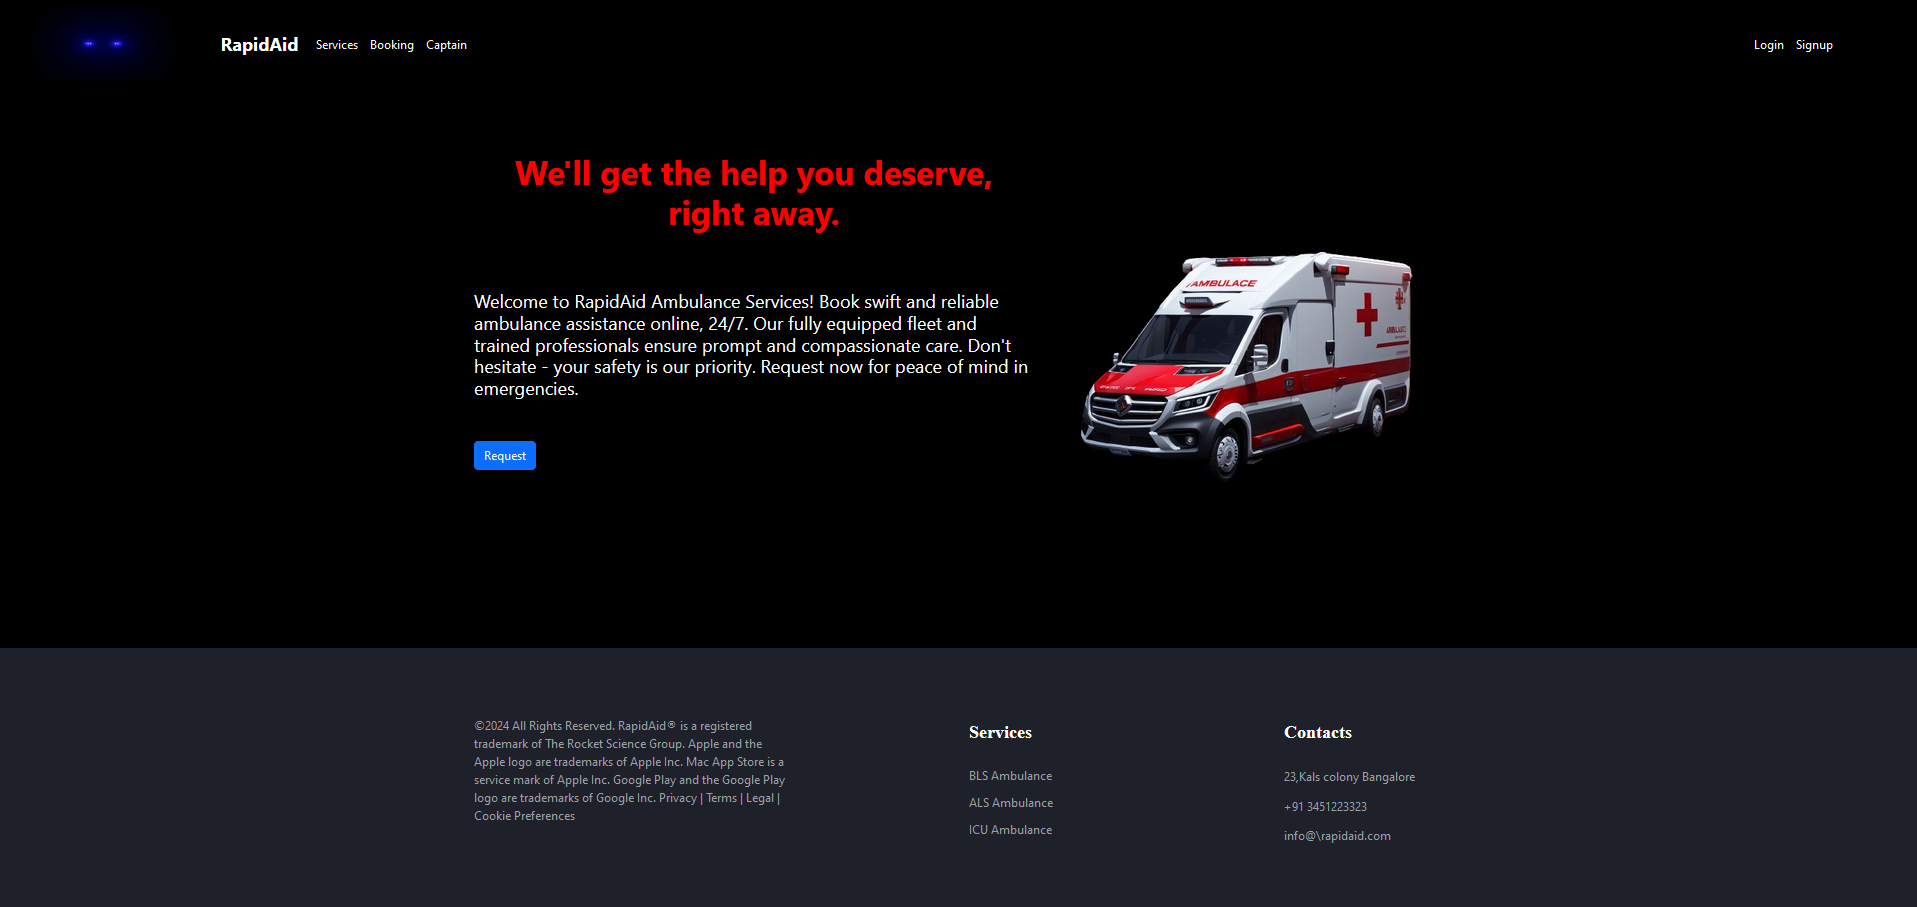 RapidAid Services Booking Captain Login Signup
We'll get the help you deserve,
right away.
Welcome to RapidAid Ambulance Services! Book swift and reliable
ambulance assistance online, 24/7. Our fully equipped fleet and
trained professionals ensure prompt and compassionate care. Don't
hesitate - your safety is our priority. Request now for peace of mind in
emergencies.
Request
AMBULACE
©2024 All Rights Reserved. RapidAid® is a registered
trademark of The Rocket Science Group. Apple and the
Apple logo are trademarks of Apple Inc. Mac App Store is a
service mark of Apple Inc. Google Play and the Google Play
logo are trademarks of Google Inc. Privacy | Terms | Legal |
Cookie Preferences
Services
BLS Ambulance
ALS Ambulance
ICU Ambulance
Contacts
23,Kals colony Bangalore
+91 3451223323
info@\rapidaid.com